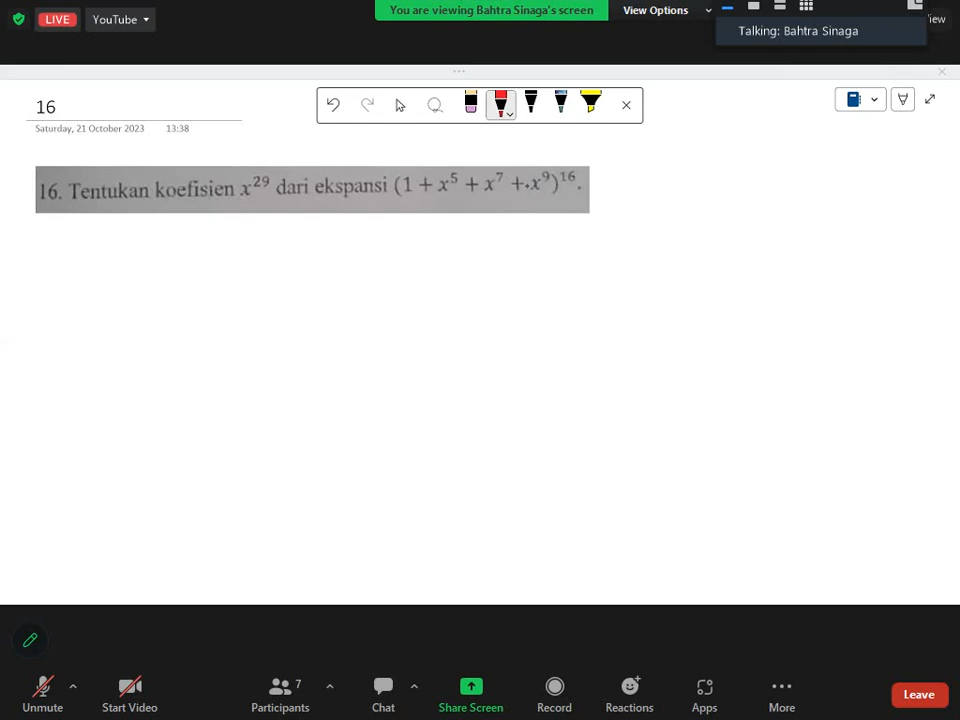 LIVE YouTube You are viewing Bahtra Sinaga's screen View Options iew
Talking: Bahtra Sinaga
16
Saturday, 21 October 2023 13:38
16. Tentukan koefisien x²⁹ dari ekspansi (1 + x⁵ + x⁷ +·x⁹)¹⁶.
7
Unmute Start Video Participants Chat Share Screen Record Reactions Apps More Leave